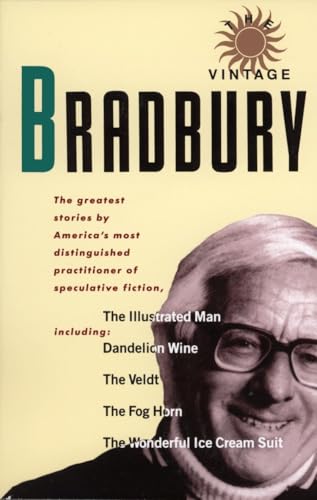 THE
VINTAGE
BRADBURY
The greatest
stories by
America's most
distinguished
practitioner of
speculative fiction,
including:
The Illustrated Man
Dandelion Wine
The Veldt
The Fog Horn
The Wonderful Ice Cream Suit